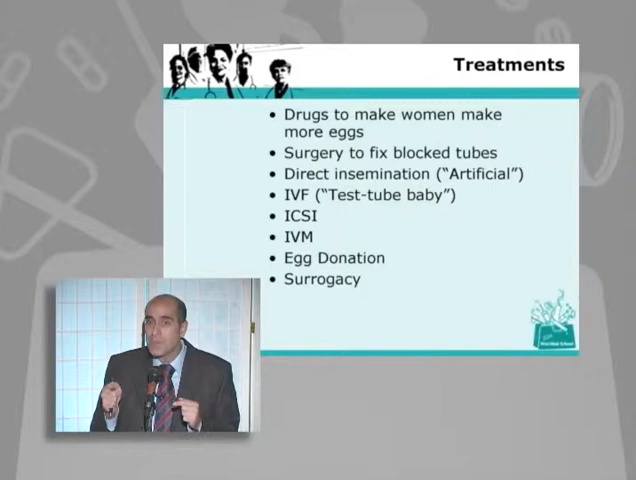 Treatments
• Drugs to make women make
more eggs
• Surgery to fix blocked tubes
• Direct insemination (“Artificial”)
• IVF (“Test-tube baby”)
• ICSI
• IVM
• Egg Donation
• Surrogacy